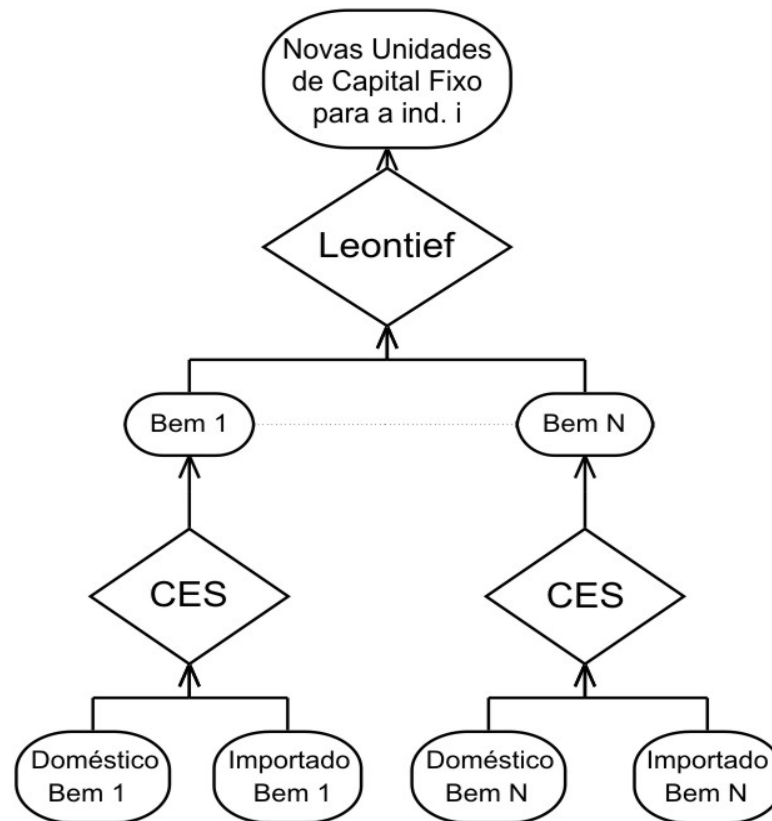 Novas Unidades
de Capital Fixo
para a ind. i
Leontief
Bem 1
Bem N
CES
CES
Doméstico
Bem 1
Importado
Bem 1
Doméstico
Bem N
Importado
Bem N